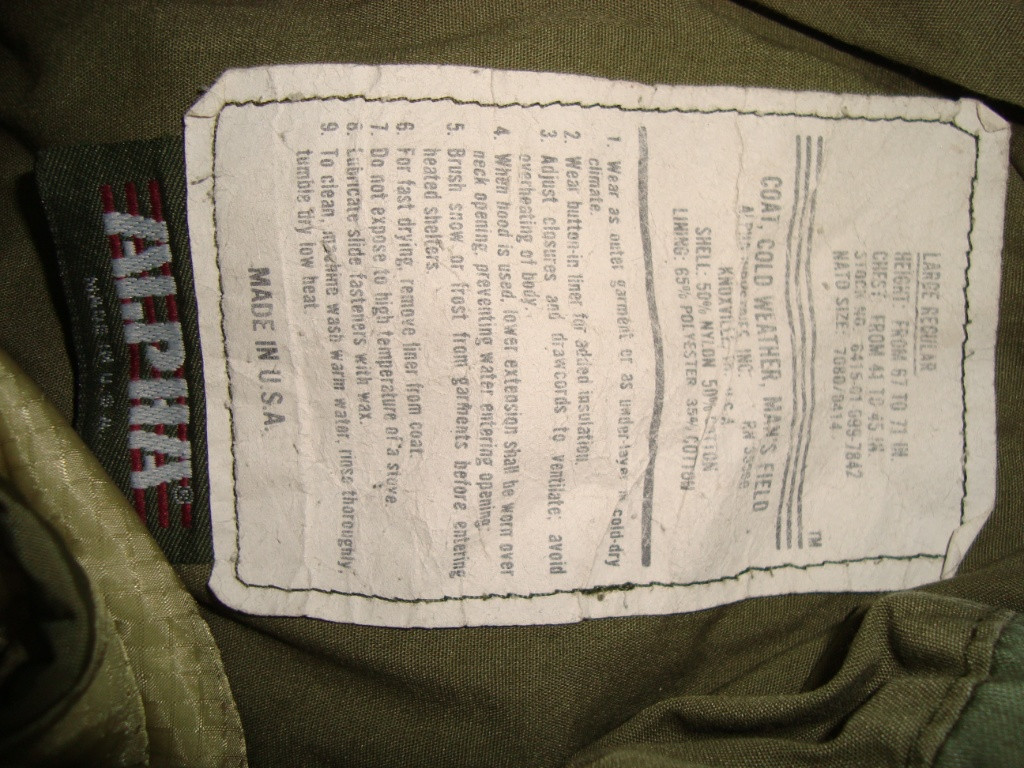 LARGE REGULAR
HEIGHT: FROM 67 TO 71 IN.
CHEST: FROM 41 TO 45 IN.
STOCK NO. 8415-01-099-7842
NATO SIZE: 7080/0414
TM
COAT, COLD WEATHER, MAN'S FIELD
ALPHA INDUSTRIES, INC. RN
KNOXVILLE, U.S.A.
SHELL: 50% NYLON 50% COTTON
LINING: 65% POLYESTER 35% COTTON
1. Wear as outer garment or as under-layer in cold-dry
climate.
2. Wear button-in liner for added insulation.
3. Adjust closures and drawcords to ventilate; avoid
overheating of body.
4. When hood is used, lower extension shall be worn over
neck opening preventing water entering opening.
5. Brush snow or frost from garments before entering
heated shelters.
6. For fast drying, remove liner from coat.
7. Do not expose to high temperature of a stove.
8. Lubricate slide fasteners with wax.
9. To clean, machine wash warm water, rinse thoroughly,
tumble dry low heat.
MADE IN U.S.A.
ALPHA®
MADE IN U.S.A.